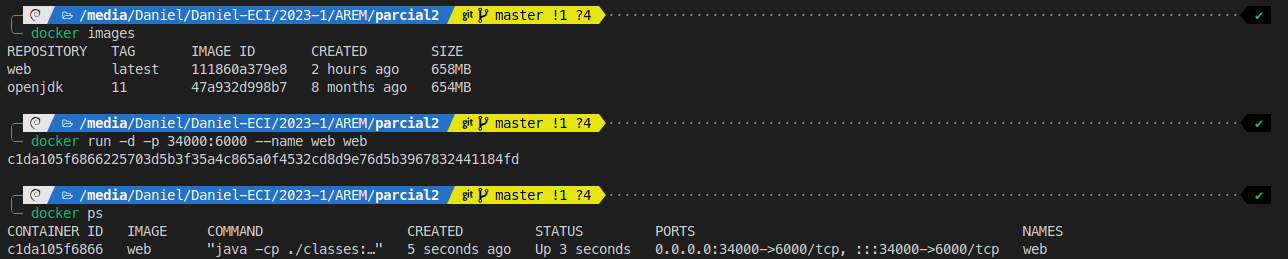 /media/Daniel/Daniel-ECI/2023-1/AREM/parcial2 git master !1 ?4 ✔
docker images
REPOSITORY TAG IMAGE ID CREATED SIZE
web latest 111860a379e8 2 hours ago 658MB
openjdk 11 47a932d998b7 8 months ago 654MB
/media/Daniel/Daniel-ECI/2023-1/AREM/parcial2 git master !1 ?4 ✔
docker run -d -p 34000:6000 --name web web
c1da105f6866225703d5b3f35a4c865a0f4532cd8d9e76d5b3967832441184fd
/media/Daniel/Daniel-ECI/2023-1/AREM/parcial2 git master !1 ?4 ✔
docker ps
CONTAINER ID IMAGE COMMAND CREATED STATUS PORTS NAMES
c1da105f6866 web "java -cp ./classes:…" 5 seconds ago Up 3 seconds 0.0.0.0:34000->6000/tcp, :::34000->6000/tcp web